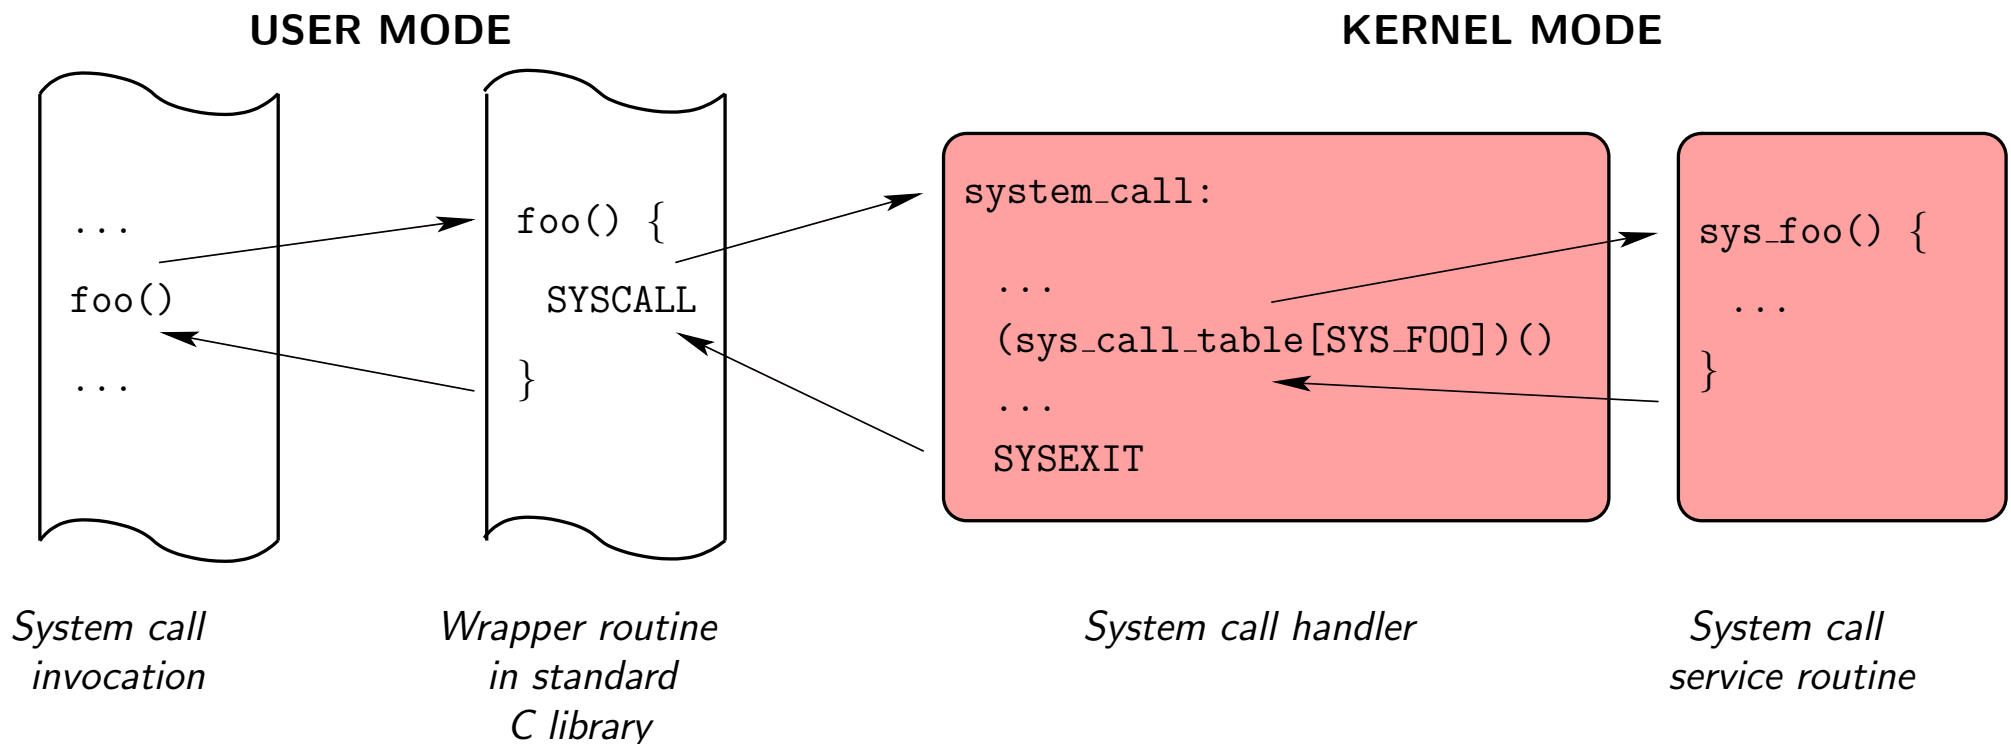 USER MODE
KERNEL MODE
...
foo()
...
foo() {
SYSCALL
}
system_call:
...
(sys_call_table[SYS_FOO])()
...
SYSEXIT
sys_foo() {
...
}
System call
invocation
Wrapper routine
in standard
C library
System call handler
System call
service routine